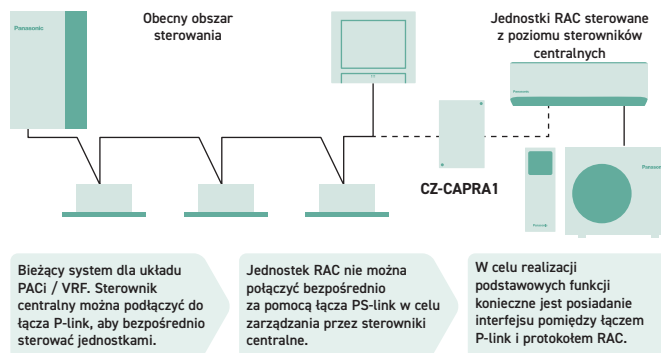 Panasonic
Obecny obszar
sterowania
Jednostki RAC sterowane
z poziomu sterowników
centralnych
Panasonic
CZ-CAPRA1
Panasonic
Panasonic
Bieżący system dla układu
PACi / VRF. Sterownik
centralny można podłączyć do
łącza P-link, aby bezpośrednio
sterować jednostkami.
Jednostek RAC nie można
połączyć bezpośrednio
za pomocą łącza PS-link w celu
zarządzania przez sterowniki
centralne.
W celu realizacji
podstawowych funkcji
konieczne jest posiadanie
interfejsu pomiędzy łączem
P-link i protokołem RAC.